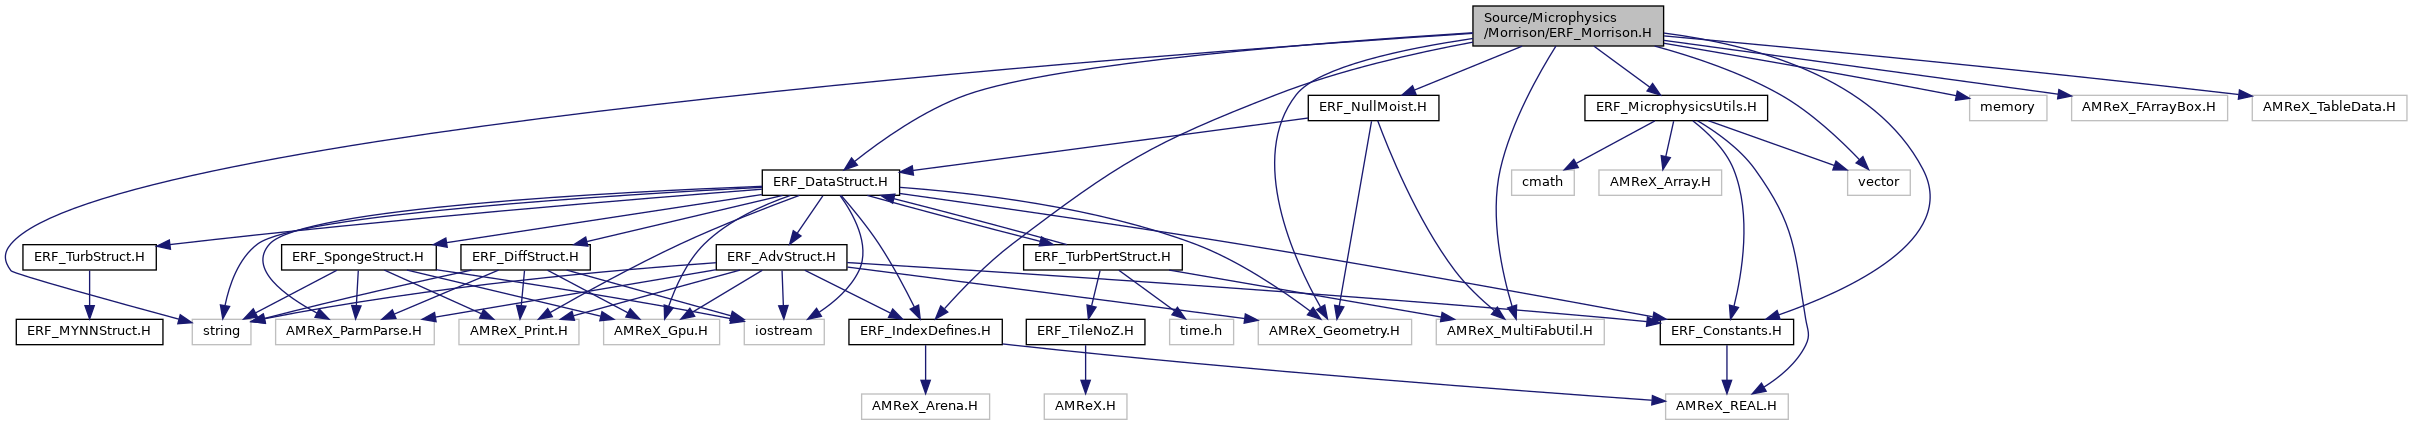 Source/Microphysics
/Morrison/ERF_Morrison.H
ERF_NullMoist.H
ERF_MicrophysicsUtils.H
memory
AMReX_FArrayBox.H
AMReX_TableData.H
ERF_DataStruct.H
cmath
AMReX_Array.H
vector
ERF_TurbStruct.H
ERF_SpongeStruct.H
ERF_DiffStruct.H
ERF_AdvStruct.H
ERF_TurbPertStruct.H
ERF_MYNNStruct.H
string
AMReX_ParmParse.H
AMReX_Print.H
AMReX_Gpu.H
iostream
ERF_IndexDefines.H
ERF_TileNoZ.H
time.h
AMReX_Geometry.H
AMReX_MultiFabUtil.H
ERF_Constants.H
AMReX_Arena.H
AMReX.H
AMReX_REAL.H